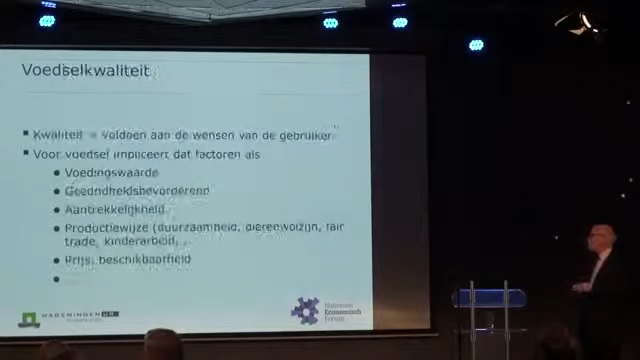 Voedselkwaliteit
Kwaliteit = voldoen aan de wensen van de gebruiker
Voor voedsel impliceert dat factoren als
Voedingswaarde
Gezondheidsbevorderend
Aantrekkelijkheid
Productiewijze (duurzaamheid, dierenwelzijn, fair
trade, kinderarbeid, ...
Prijs, beschikbaarheid
WAGENINGEN UR
Nationaal
Economisch
Forum